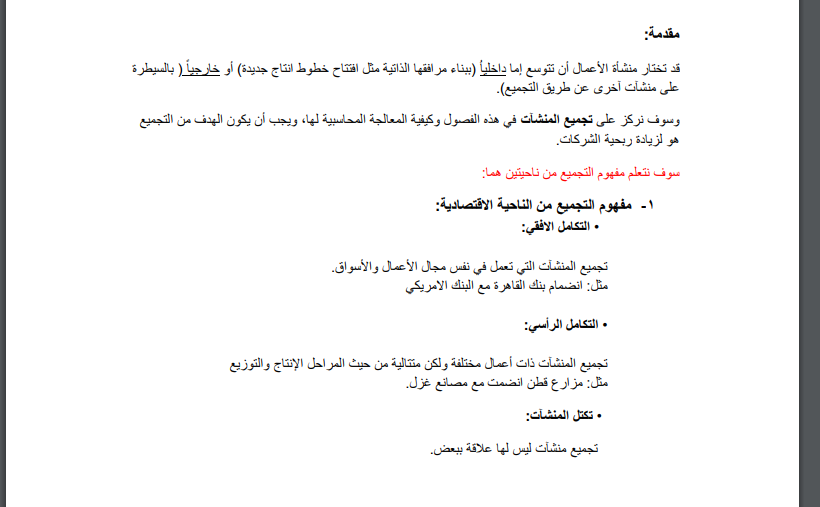 مقدمة:
قد تختار منشأة الأعمال أن تتوسع إما داخلياً (ببناء مرافقها الذاتية مثل افتتاح خطوط انتاج جديدة) أو خارجياً ( بالسيطرة
على منشآت آخرى عن طريق التجميع).
وسوف نركز على تجميع المنشآت في هذه الفصول وكيفية المعالجة المحاسبية لها، ويجب أن يكون الهدف من التجميع
هو لزيادة ربحية الشركات.
سوف نتعلم مفهوم التجميع من ناحيتين هما:
١- مفهوم التجميع من الناحية الاقتصادية:
• التكامل الافقي:
تجميع المنشآت التي تعمل في نفس مجال الأعمال والأسواق.
مثل: انضمام بنك القاهرة مع البنك الامريكي
• التكامل الرأسي:
تجميع المنشآت ذات أعمال مختلفة ولكن متتالية من حيث المراحل الإنتاج والتوزيع
مثل: مزارع قطن انضمت مع مصانع غزل.
• تكتل المنشآت:
تجميع منشآت ليس لها علاقة ببعض.